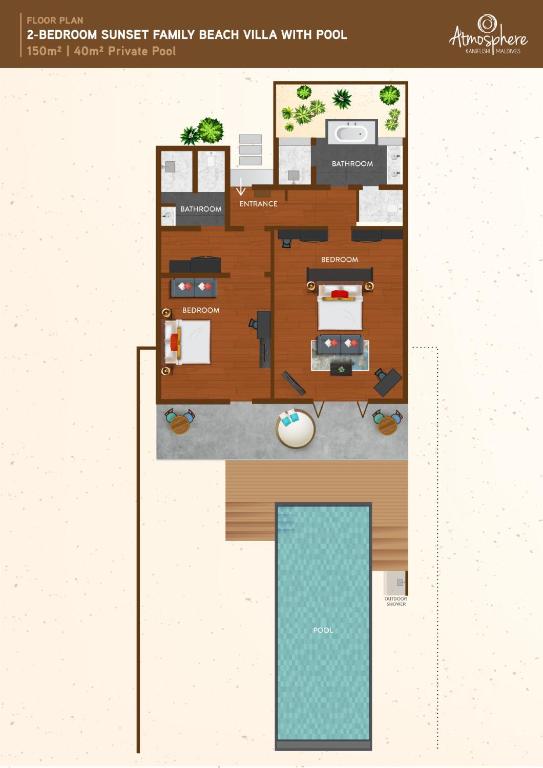 FLOOR PLAN
2-BEDROOM SUNSET FAMILY BEACH VILLA WITH POOL
150m² | 40m² Private Pool
Atmosphere
KANIFUSHI MALDIVES
BATHROOM
BATHROOM
ENTRANCE
BEDROOM
BEDROOM
OUTDOOR
SHOWER
POOL